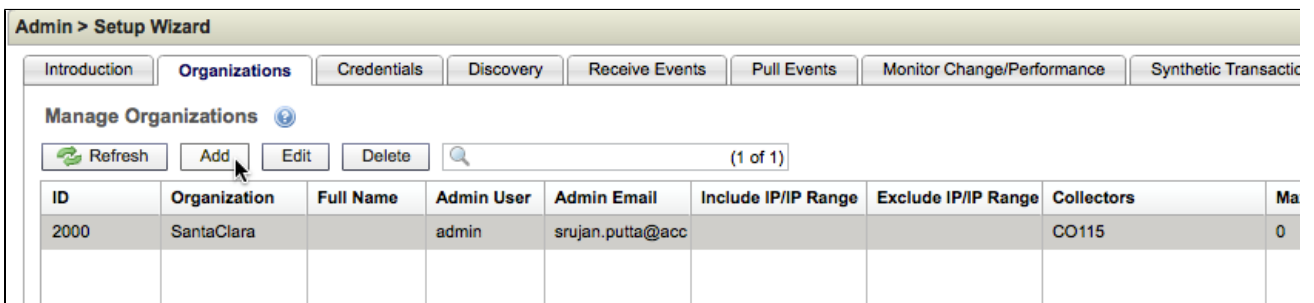 Admin > Setup Wizard
Introduction Organizations Credentials Discovery Receive Events Pull Events Monitor Change/Performance Synthetic Transactio
Manage Organizations
Refresh Add Edit Delete (1 of 1)
ID Organization Full Name Admin User Admin Email Include IP/IP Range Exclude IP/IP Range Collectors Max
2000 SantaClara admin srujan.putta@acc CO115 0